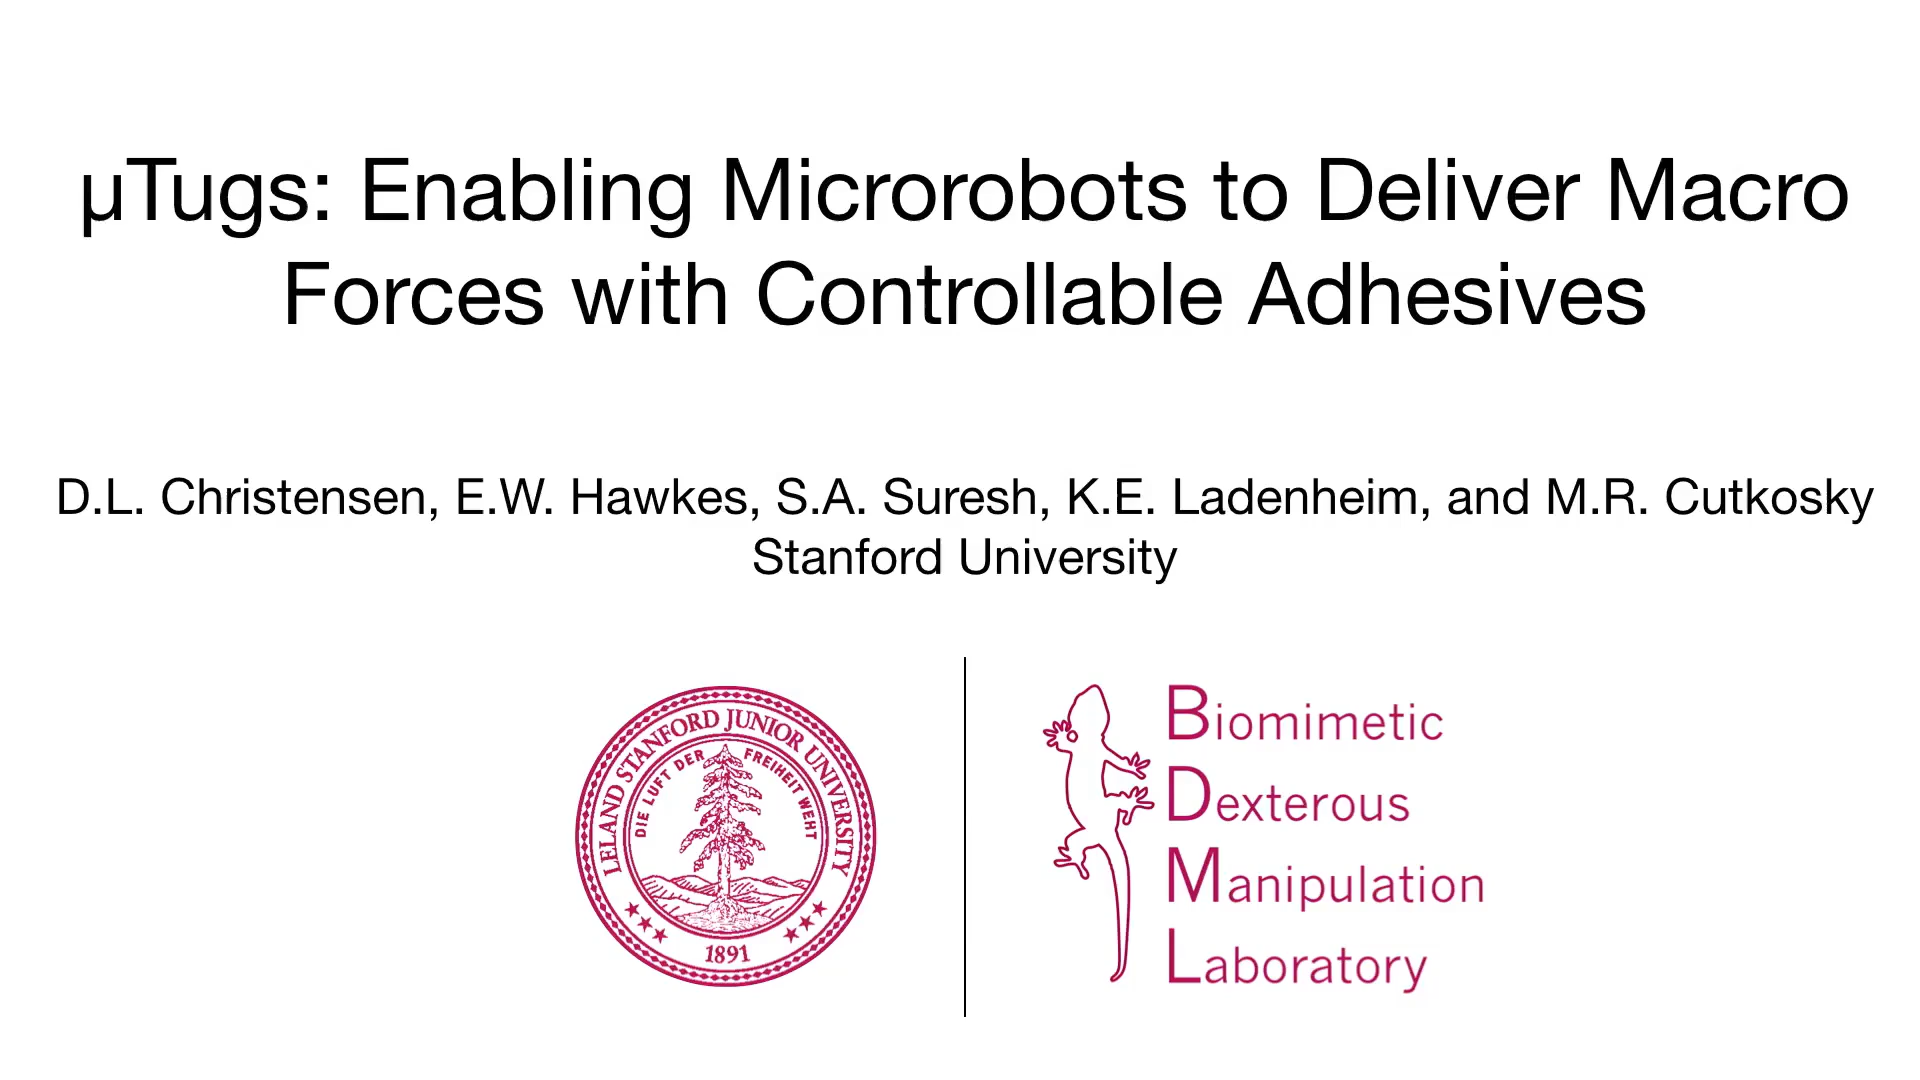 µTugs: Enabling Microrobots to Deliver Macro
Forces with Controllable Adhesives
D.L. Christensen, E.W. Hawkes, S.A. Suresh, K.E. Ladenheim, and M.R. Cutkosky
Stanford University
LELAND STANFORD JUNIOR UNIVERSITY
DIE LUFT DER FREIHEIT WEHT
1891
Biomimetic
Dexterous
Manipulation
Laboratory